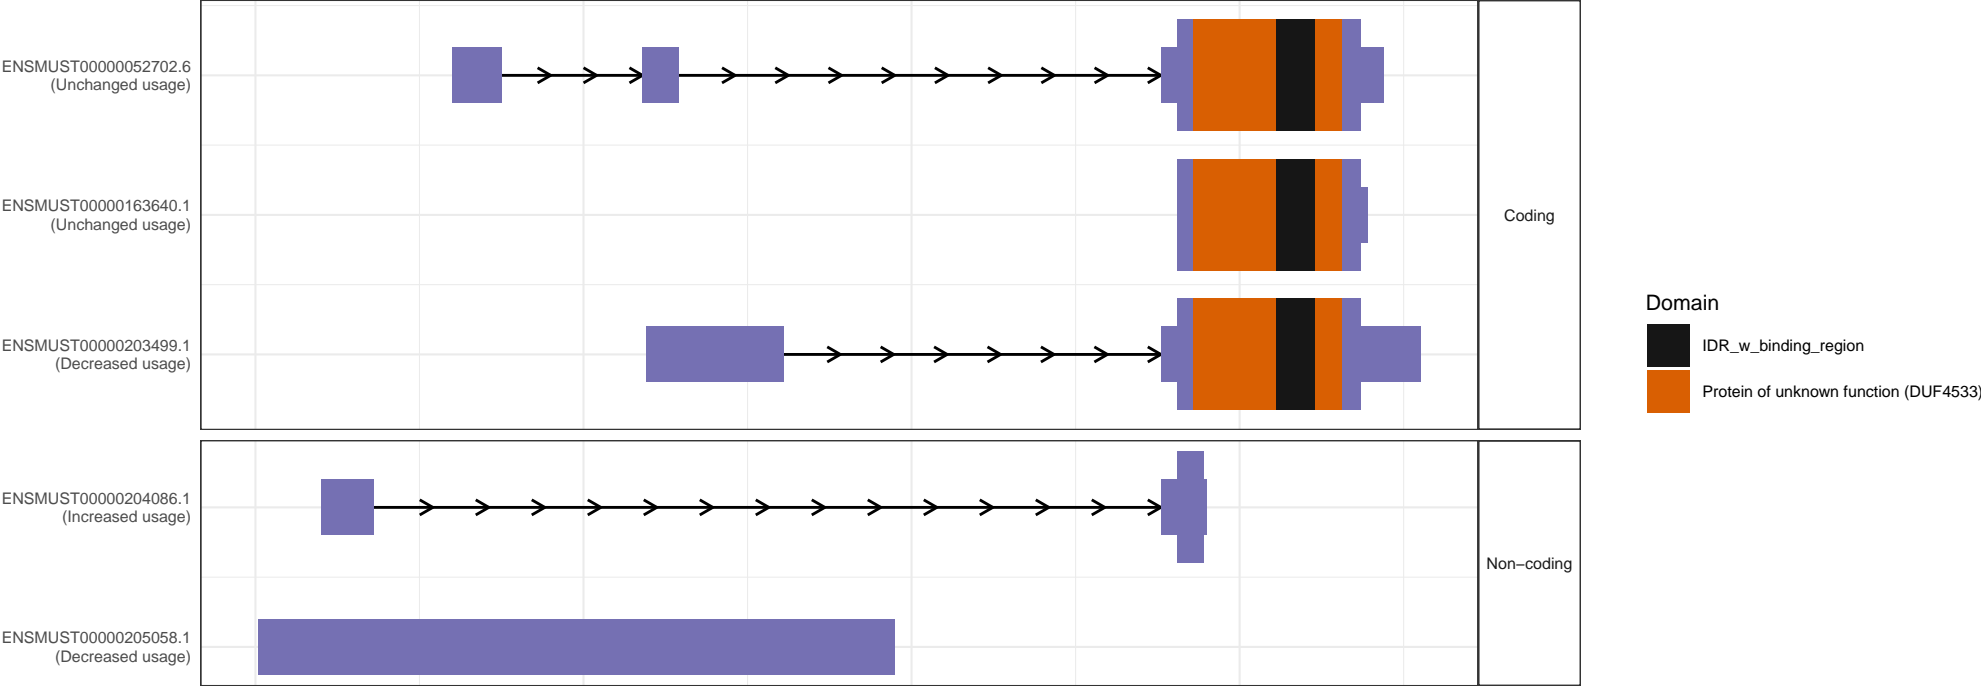 ENSMUST00000052702.6
(Unchanged usage)
ENSMUST00000163640.1
(Unchanged usage)
ENSMUST00000203499.1
(Decreased usage)
Coding
ENSMUST00000204086.1
(Increased usage)
ENSMUST00000205058.1
(Decreased usage)
Non−coding
Domain
IDR_w_binding_region
Protein of unknown function (DUF4533)